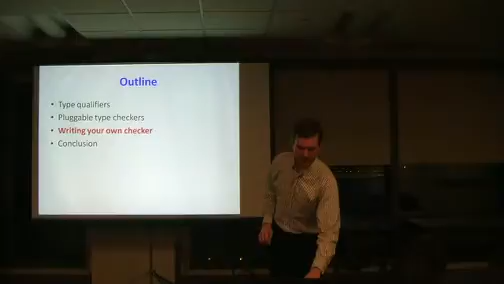 Outline
• Type qualifiers
• Pluggable type checkers
• Writing your own checker
• Conclusion